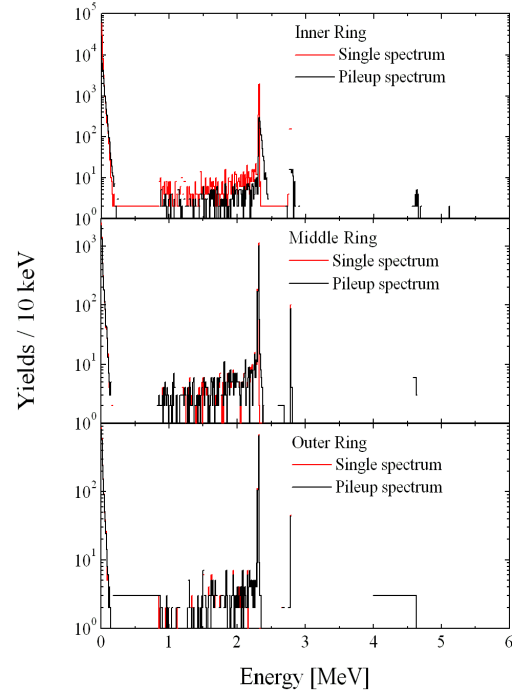 10^5
Inner Ring
Single spectrum
Pileup spectrum
10^4
10^3
10^2
10^1
10^0
Middle Ring
Single spectrum
Pileup spectrum
10^3
10^2
10^1
10^0
Outer Ring
Single spectrum
Pileup spectrum
10^2
10^1
10^0
Yields / 10 keV
0 1 2 3 4 5 6
Energy [MeV]